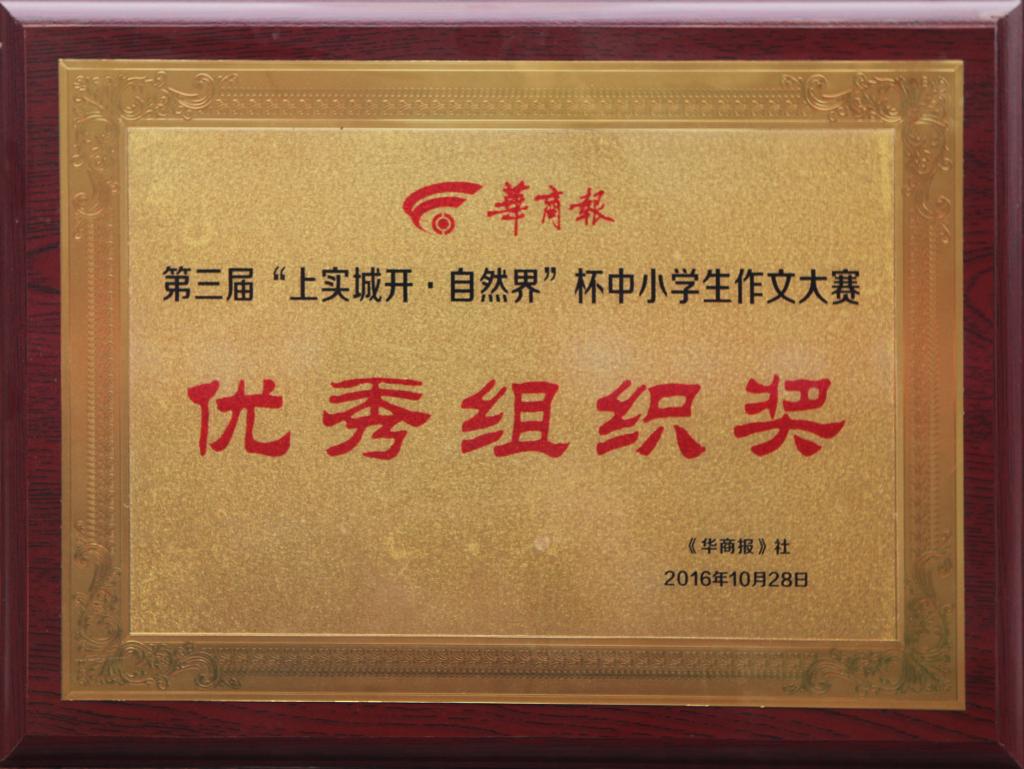 華商報
第三届“上实城开·自然界”杯中小学生作文大赛
优秀组织奖
《华商报》社
2016年10月28日